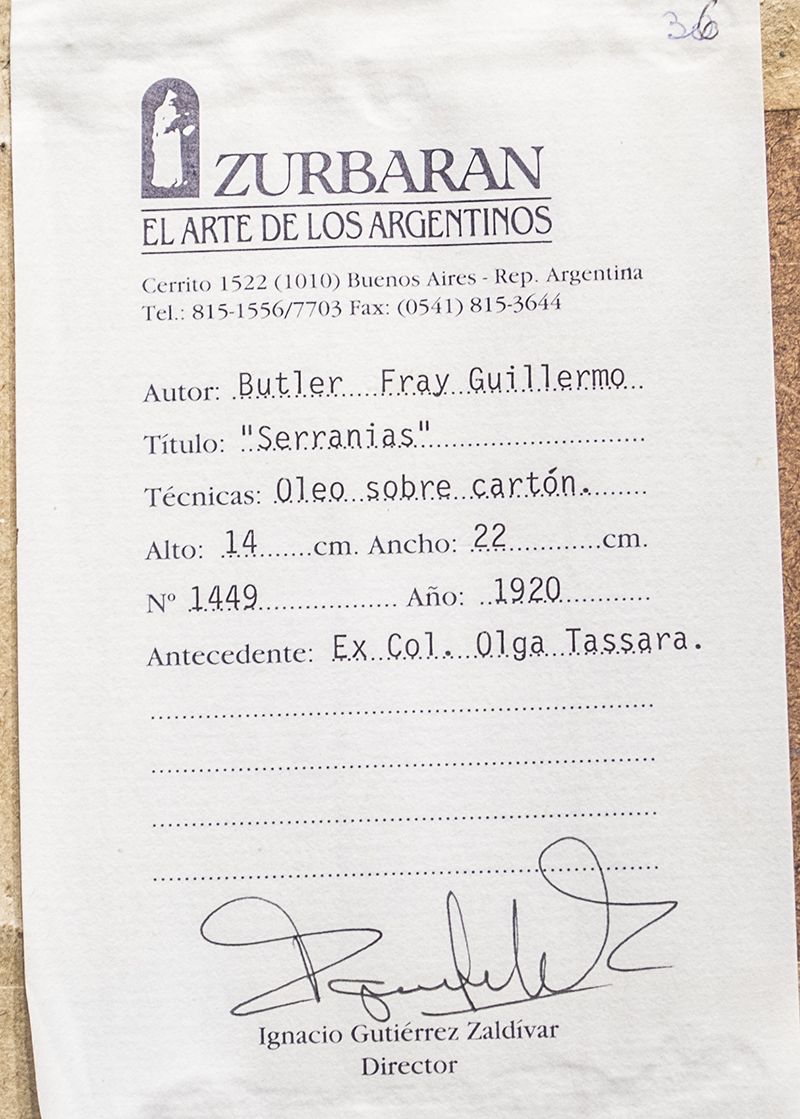 ZURBARAN
EL ARTE DE LOS ARGENTINOS
Cerrito 1522 (1010) Buenos Aires - Rep. Argentina
Tel.: 815-1556/7703 Fax: (0541) 815-3644
Autor: Butler Fray Guillermo
Título: "Serranias"
Técnicas: Oleo sobre cartón.
Alto: 14 cm. Ancho: 22 cm.
Nº 1449 Año: 1920
Antecedente: Ex Col. Olga Tassara.
Ignacio Gutiérrez Zaldívar
Director